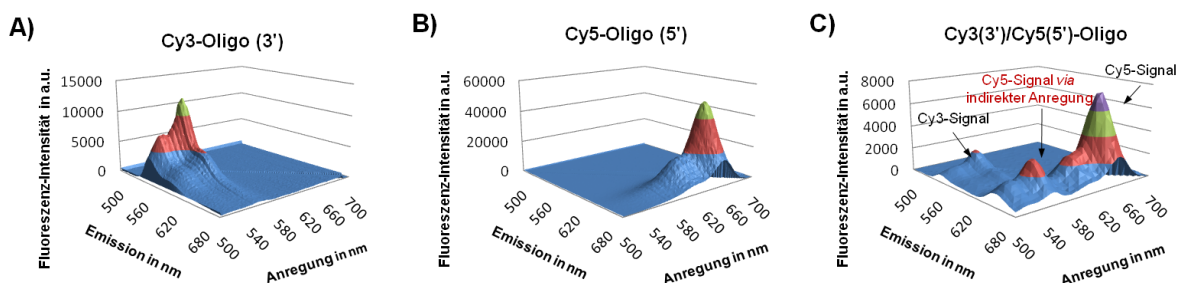 A)
Cy3-Oligo (3')
Fluoreszenz-Intensität in a.u.
15000
10000
5000
0
500
560
620
680
Emission in nm
500
540
580
620
660
700
Anregung in nm
B)
Cy5-Oligo (5')
Fluoreszenz-Intensität in a.u.
60000
40000
20000
0
500
560
620
680
Emission in nm
500
540
580
620
660
700
Anregung in nm
C)
Cy3(3')/Cy5(5')-Oligo
Fluoreszenz-Intensität in a.u.
8000
6000
4000
2000
0
Cy3-Signal
Cy5-Signal via
indirekter Anregung
Cy5-Signal
500
560
620
680
Emission in nm
500
540
580
620
660
700
Anregung in nm